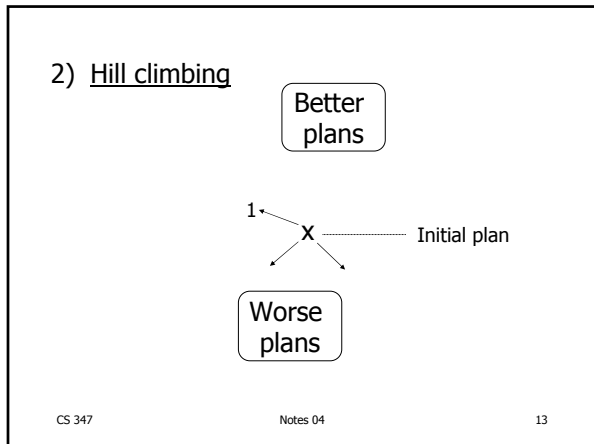 2) Hill climbing
Better
plans
1
x
Initial plan
Worse
plans
CS 347 Notes 04 13